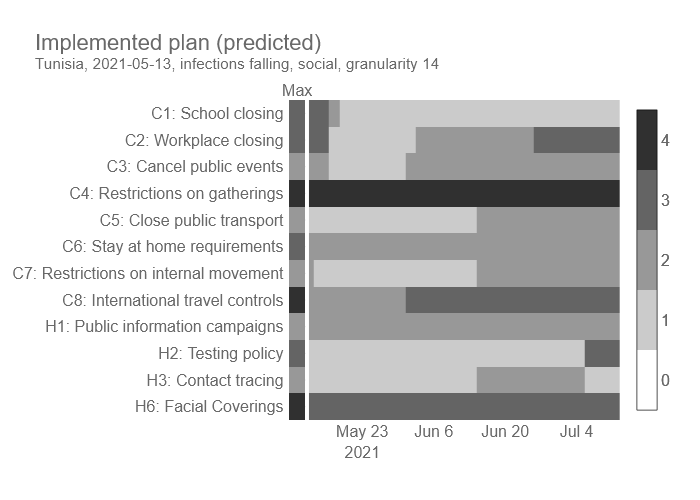 Implemented plan (predicted)
Tunisia, 2021-05-13, infections falling, social, granularity 14
Max
C1: School closing
C2: Workplace closing
C3: Cancel public events
C4: Restrictions on gatherings
C5: Close public transport
C6: Stay at home requirements
C7: Restrictions on internal movement
C8: International travel controls
H1: Public information campaigns
H2: Testing policy
H3: Contact tracing
H6: Facial Coverings
May 23 Jun 6 Jun 20 Jul 4
2021
4
3
2
1
0